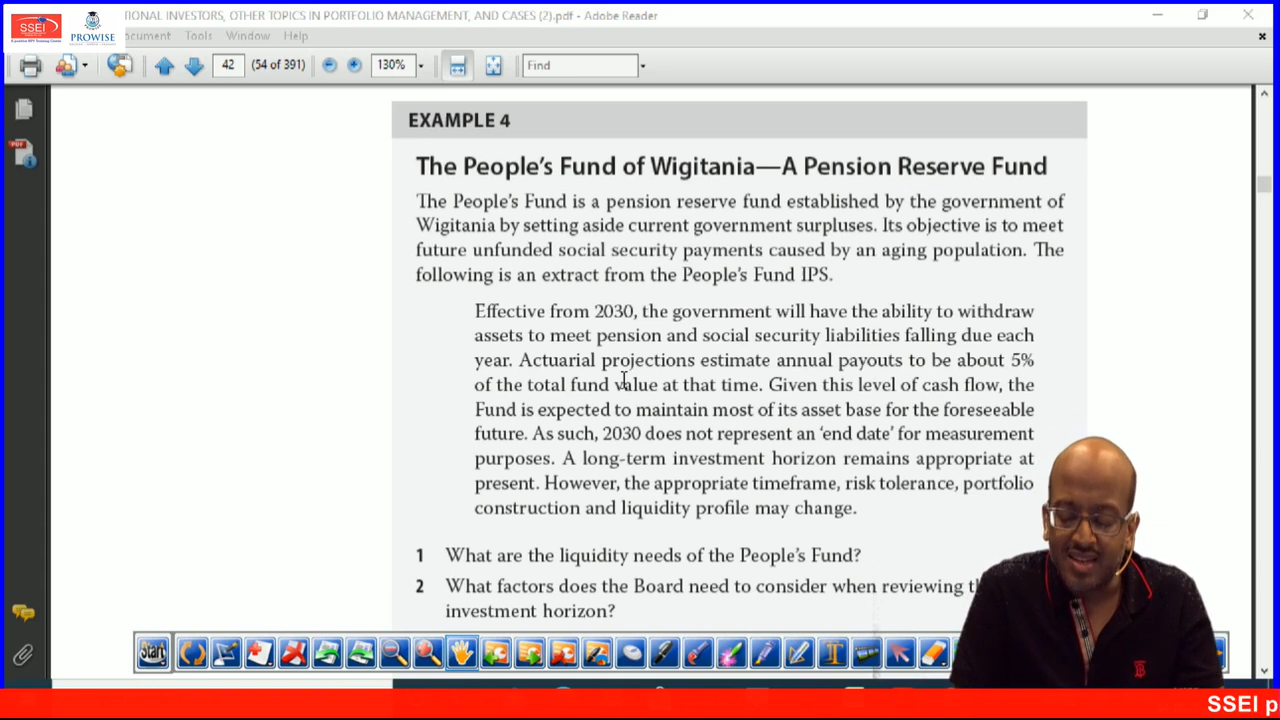 TIONAL INVESTORS, OTHER TOPICS IN PORTFOLIO MANAGEMENT, AND CASES (2).pdf - Adobe Reader
SSEI
PROWISE
ocument Tools Window Help
42 (54 of 391) 130% Find
EXAMPLE 4
The People's Fund of Wigitania—A Pension Reserve Fund
The People's Fund is a pension reserve fund established by the government of
Wigitania by setting aside current government surpluses. Its objective is to meet
future unfunded social security payments caused by an aging population. The
following is an extract from the People's Fund IPS.
Effective from 2030, the government will have the ability to withdraw
assets to meet pension and social security liabilities falling due each
year. Actuarial projections estimate annual payouts to be about 5%
of the total fund value at that time. Given this level of cash flow, the
Fund is expected to maintain most of its asset base for the foreseeable
future. As such, 2030 does not represent an 'end date' for measurement
purposes. A long-term investment horizon remains appropriate at
present. However, the appropriate timeframe, risk tolerance, portfolio
construction and liquidity profile may change.
1 What are the liquidity needs of the People's Fund?
2 What factors does the Board need to consider when reviewing
investment horizon?
Start
SSEI p